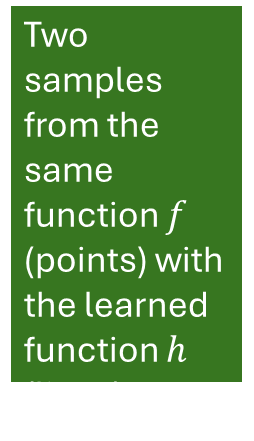 Two
samples
from the
same
function f
(points) with
the learned
function h